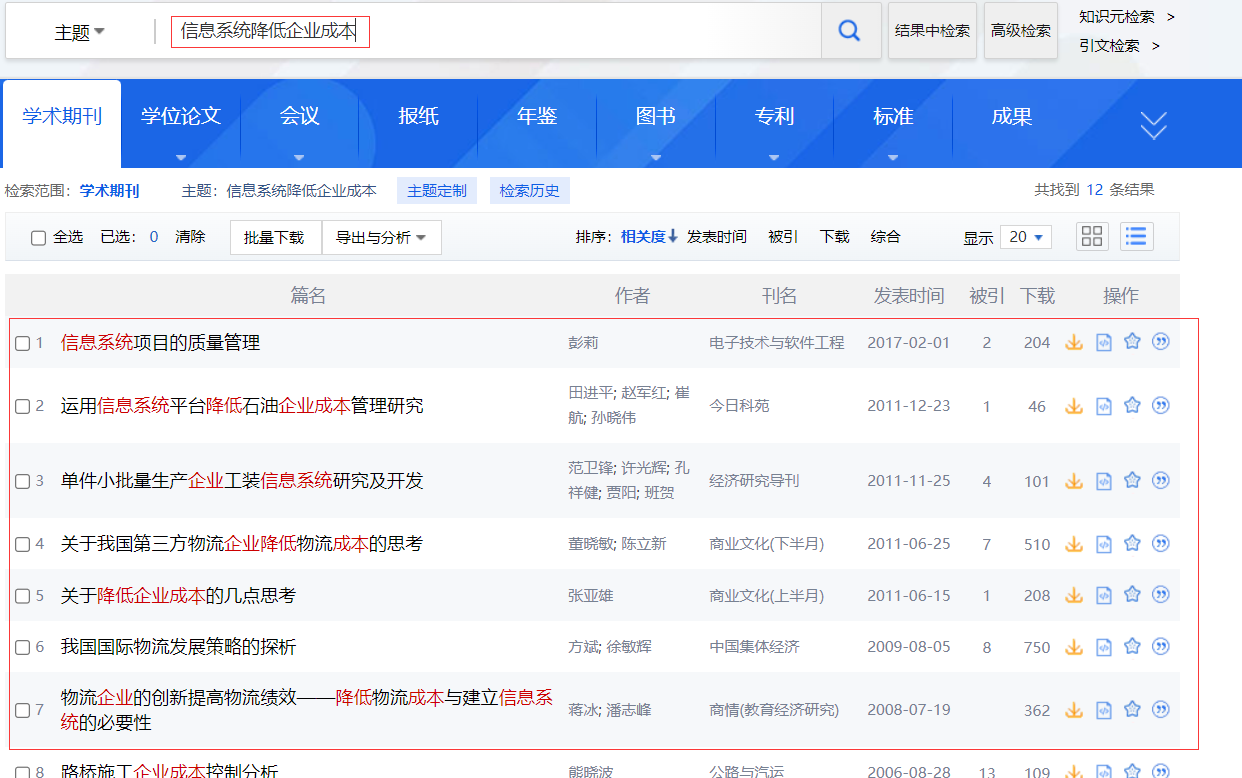 主题 信息系统降低企业成本 结果中检索 高级检索 知识元检索 >
引文检索 >
学术期刊 学位论文 会议 报纸 年鉴 图书 专利 标准 成果
检索范围：学术期刊 主题：信息系统降低企业成本 主题定制 检索历史 共找到 12 条结果
全选 已选：0 清除 批量下载 导出与分析 排序：相关度↓ 发表时间 被引 下载 综合 显示 20
篇名 作者 刊名 发表时间 被引 下载 操作
1 信息系统项目的质量管理 彭莉 电子技术与软件工程 2017-02-01 2 204
2 运用信息系统平台降低石油企业成本管理研究 田进平; 赵军红; 崔
航; 孙晓伟 今日科苑 2011-12-23 1 46
3 单件小批量生产企业工装信息系统研究及开发 范卫锋; 许光辉; 孔
祥健; 贾阳; 班贺 经济研究导刊 2011-11-25 4 101
4 关于我国第三方物流企业降低物流成本的思考 董晓敏; 陈立新 商业文化(下半月) 2011-06-25 7 510
5 关于降低企业成本的几点思考 张亚雄 商业文化(上半月) 2011-06-15 1 208
6 我国国际物流发展策略的探析 方斌; 徐敏辉 中国集体经济 2009-08-05 8 750
7 物流企业的创新提高物流绩效——降低物流成本与建立信息系
统的必要性 蒋冰; 潘志峰 商情(教育经济研究) 2008-07-19 362
8 路桥施工企业成本控制分析 熊晓波 公路与汽运 2006-08-28 13 109